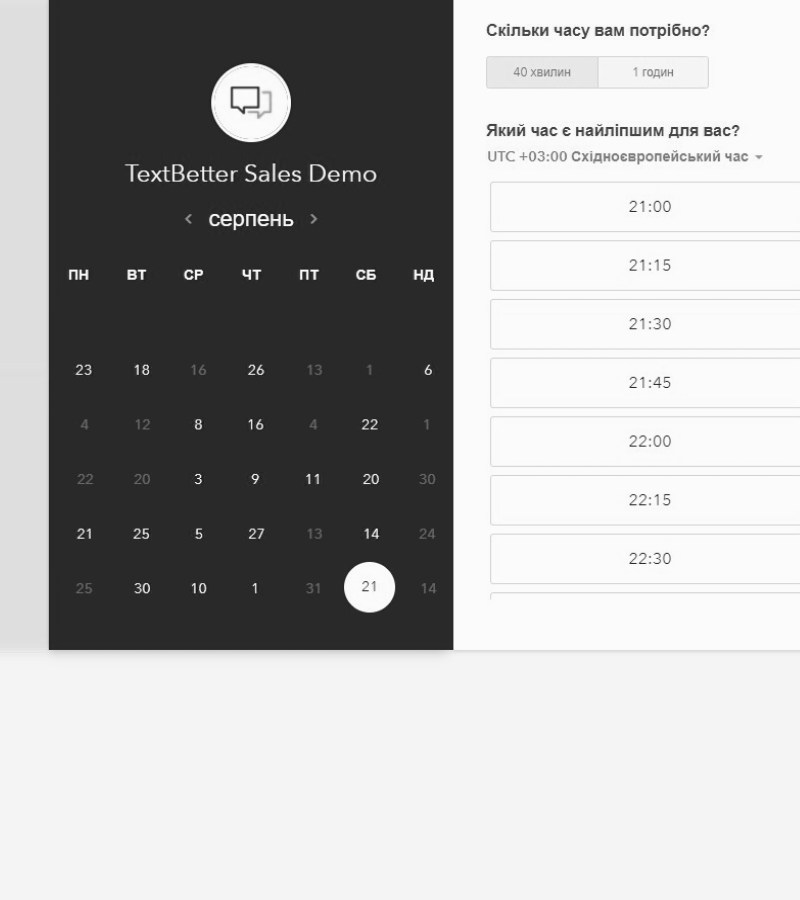 TextBetter Sales Demo
серпень
ПН ВТ СР ЧТ ПТ СБ НД
23 18 16 26 13 1 6
4 12 8 16 4 22 1
22 20 3 9 11 20 30
21 25 5 27 13 14 24
25 30 10 1 31 21 14
Скільки часу вам потрібно?
40 хвилин 1 годин
Який час є найліпшим для вас?
UTC +03:00 Східноєвропейський час
21:00
21:15
21:30
21:45
22:00
22:15
22:30